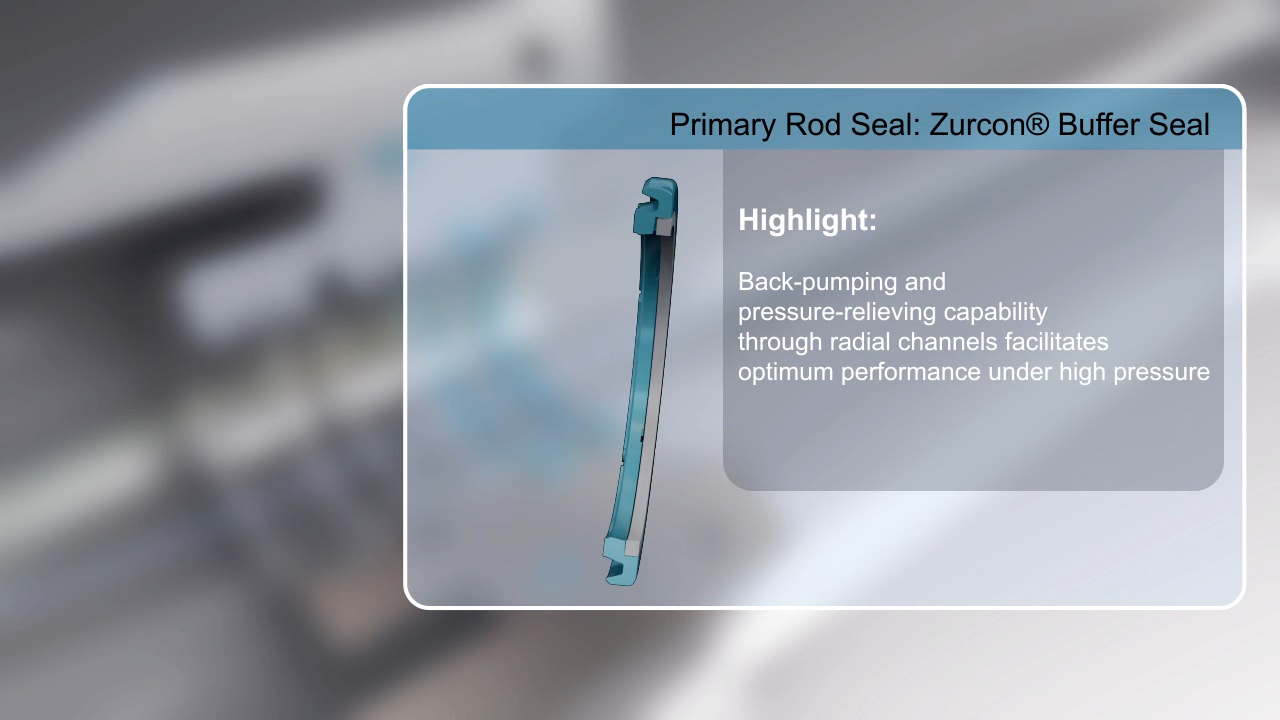 Primary Rod Seal: Zurcon® Buffer Seal
Highlight:
Back-pumping and
pressure-relieving capability
through radial channels facilitates
optimum performance under high pressure